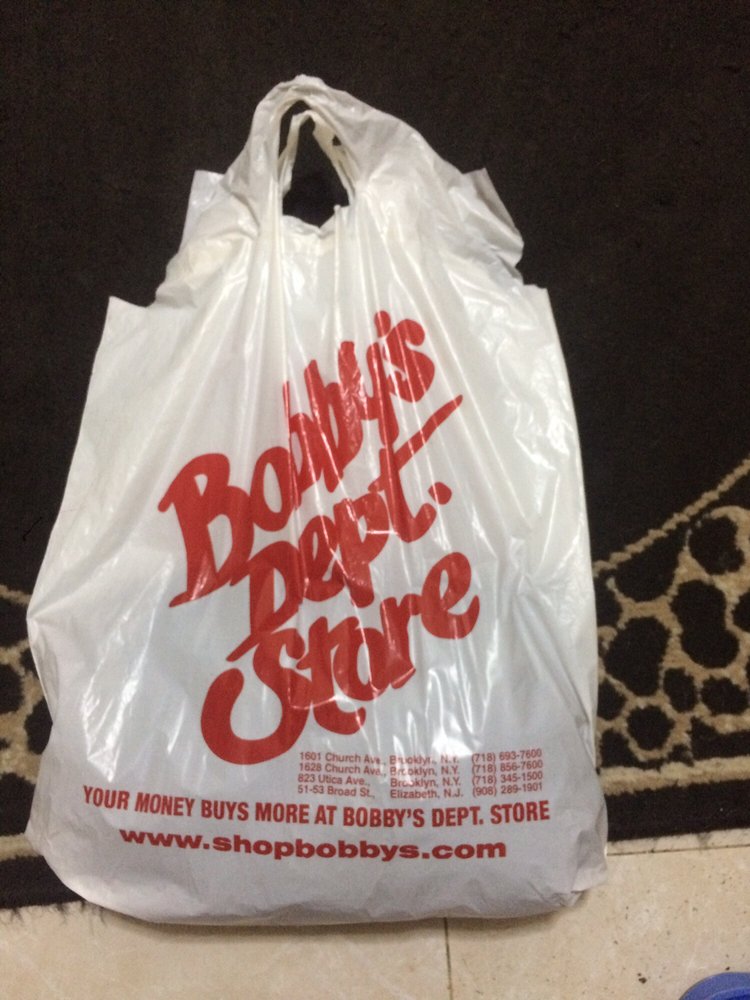 Bobby's
Dept.
Store
1601 Church Ave., Brooklyn, N.Y. (718) 693-7600
1628 Church Ave., Brooklyn, N.Y. (718) 856-7600
823 Utica Ave., Brooklyn, N.Y. (718) 345-1500
51-53 Broad St., Elizabeth, N.J. (908) 289-1901
YOUR MONEY BUYS MORE AT BOBBY'S DEPT. STORE
www.shopbobbys.com